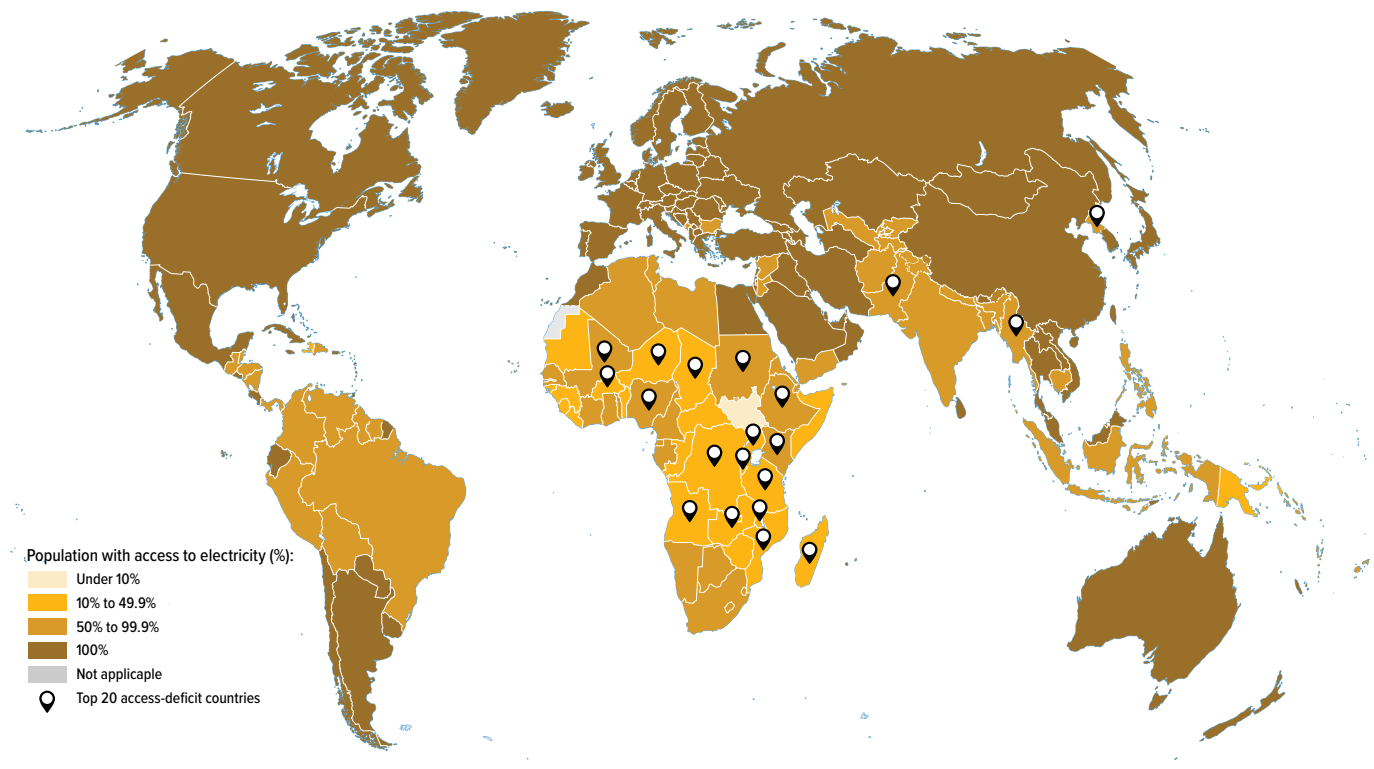 Population with access to electricity (%):
Under 10%
10% to 49.9%
50% to 99.9%
100%
Not applicaple
Top 20 access-deficit countries